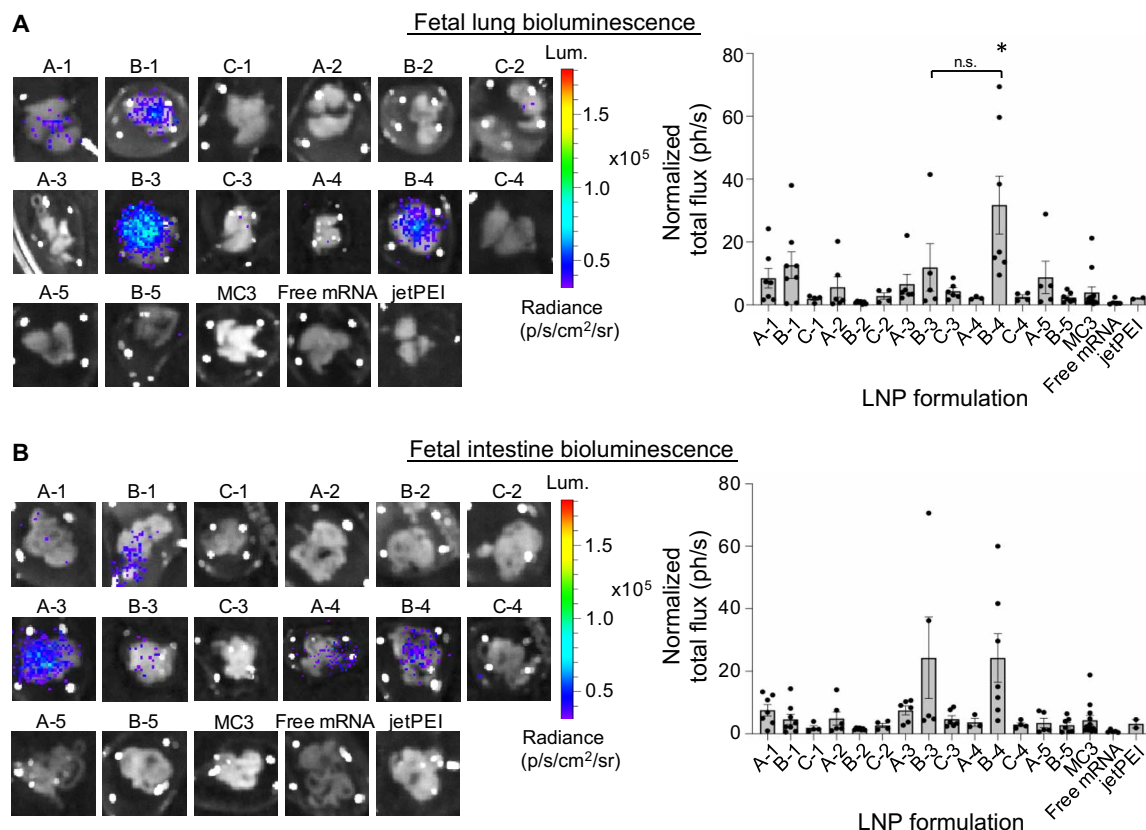 A
Fetal lung bioluminescence
A-1 B-1 C-1 A-2 B-2 C-2
Lum.
1.5
x10⁵
1.0
0.5
A-3 B-3 C-3 A-4 B-4 C-4
A-5 B-5 MC3 Free mRNA jetPEI
Radiance
(p/s/cm²/sr)
Normalized
total flux (ph/s)
80
60
40
20
0
n.s.
*
A-1 B-1 C-1 A-2 B-2 C-2 A-3 B-3 C-3 A-4 B-4 C-4 A-5 B-5 MC3 Free mRNA jetPEI
LNP formulation
B
Fetal intestine bioluminescence
A-1 B-1 C-1 A-2 B-2 C-2
Lum.
1.5
x10⁵
1.0
0.5
A-3 B-3 C-3 A-4 B-4 C-4
A-5 B-5 MC3 Free mRNA jetPEI
Radiance
(p/s/cm²/sr)
Normalized
total flux (ph/s)
80
60
40
20
0
A-1 B-1 C-1 A-2 B-2 C-2 A-3 B-3 C-3 A-4 B-4 C-4 A-5 B-5 MC3 Free mRNA jetPEI
LNP formulation